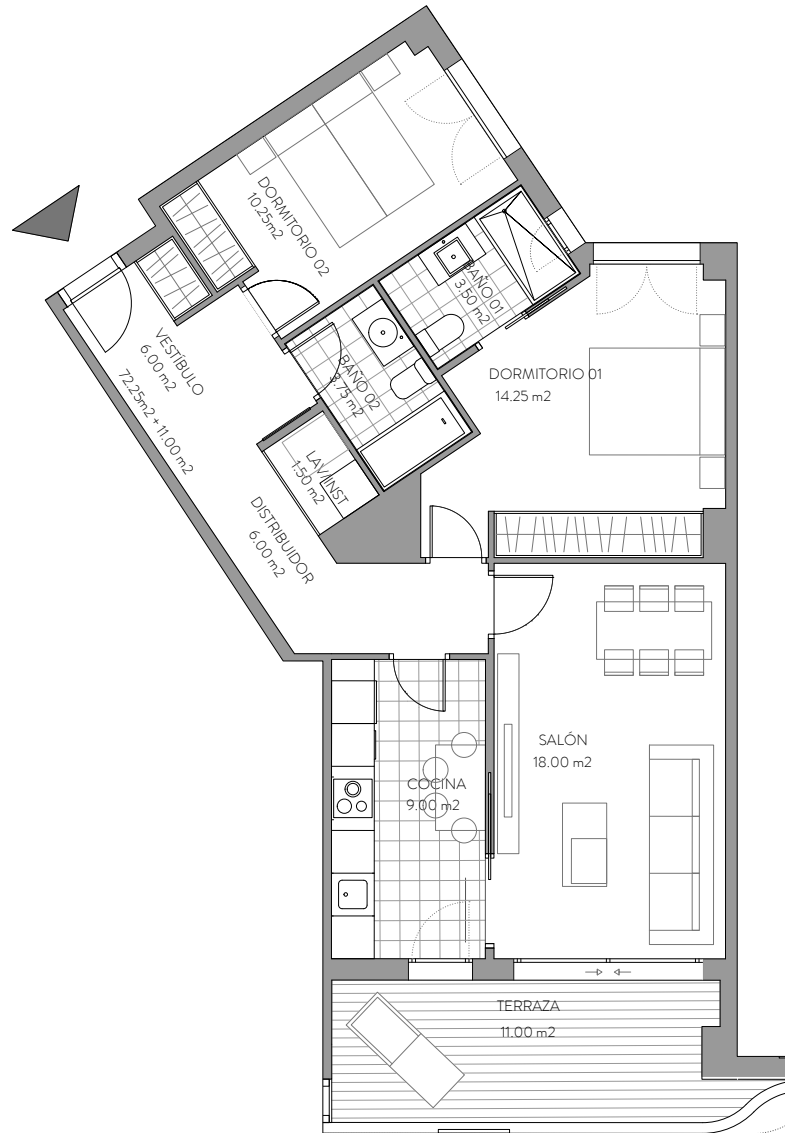 DORMITORIO 02
10.25m2
BAÑO 01
3.50 m2
VESTÍBULO
6.00 m2
72.25m2 + 11.00 m2
BAÑO 02
3.75 m2
DORMITORIO 01
14.25 m2
LAV/INST
1.50 m2
DISTRIBUIDOR
6.00 m2
SALÓN
18.00 m2
COCINA
9.00 m2
TERRAZA
11.00 m2